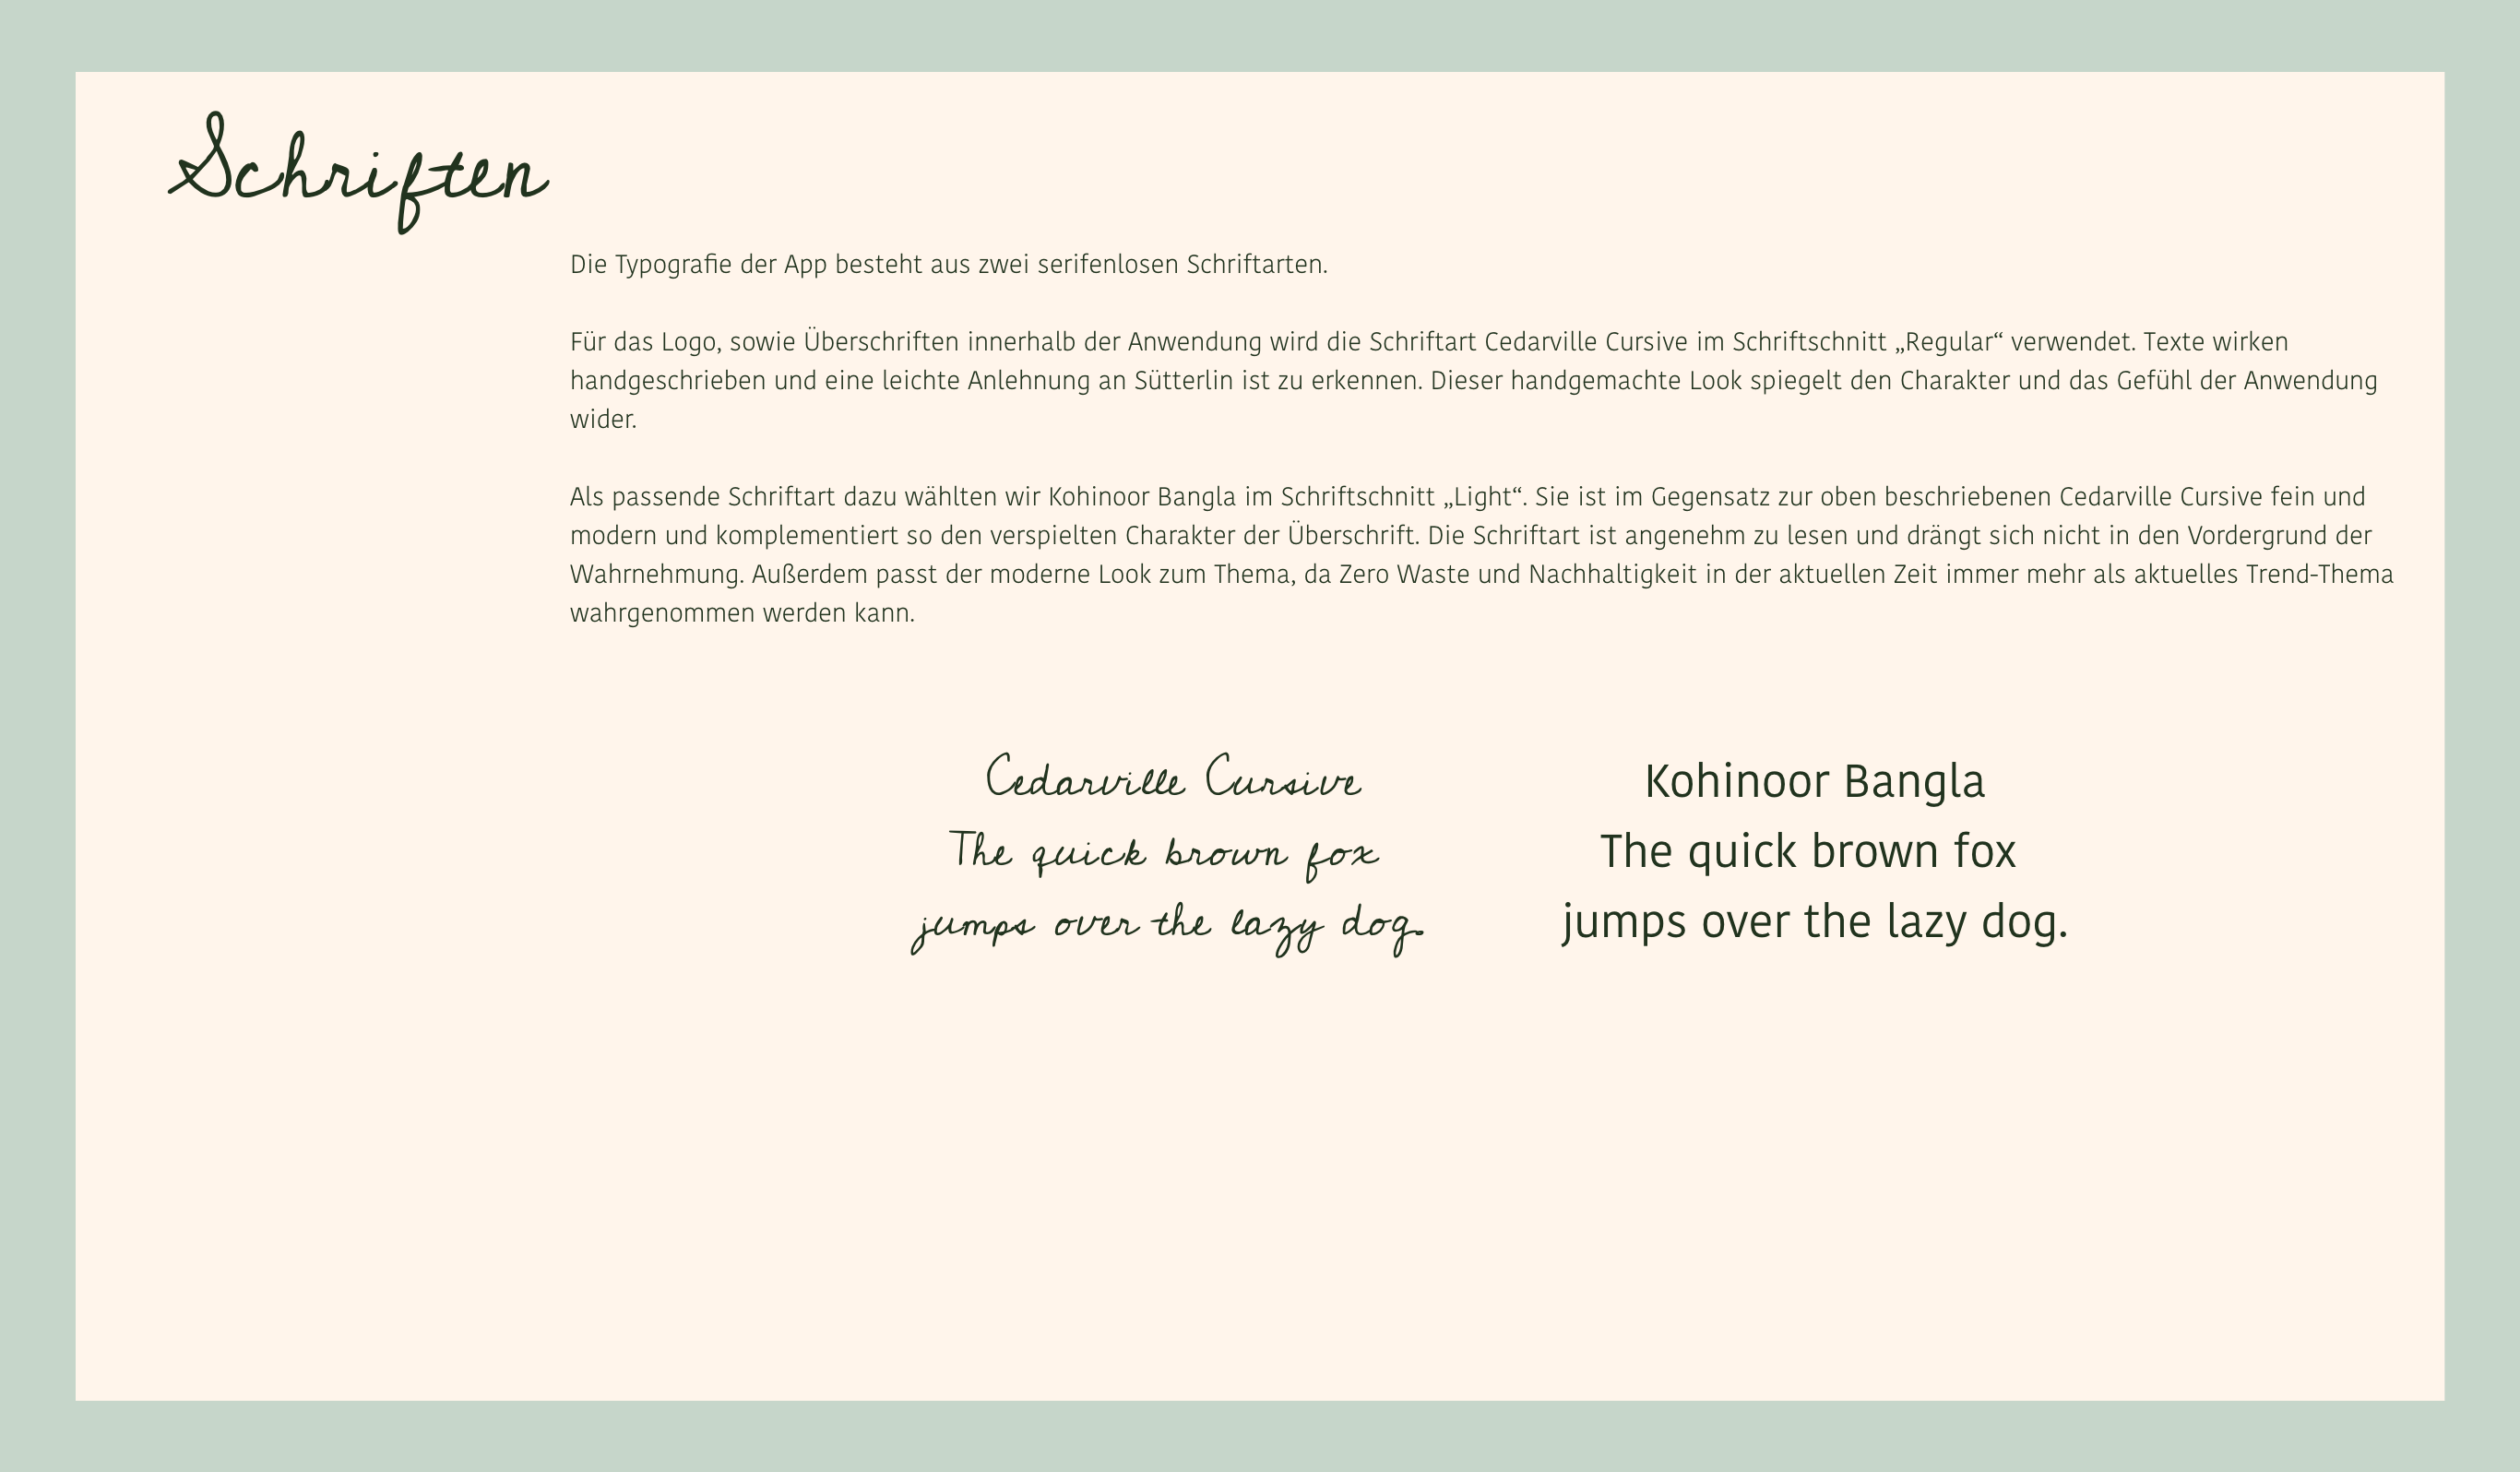 Schriften
Die Typografie der App besteht aus zwei serifenlosen Schriftarten.
Für das Logo, sowie Überschriften innerhalb der Anwendung wird die Schriftart Cedarville Cursive im Schriftschnitt „Regular“ verwendet. Texte wirken
handgeschrieben und eine leichte Anlehnung an Sütterlin ist zu erkennen. Dieser handgemachte Look spiegelt den Charakter und das Gefühl der Anwendung
wider.
Als passende Schriftart dazu wählten wir Kohinoor Bangla im Schriftschnitt „Light“. Sie ist im Gegensatz zur oben beschriebenen Cedarville Cursive fein und
modern und komplementiert so den verspielten Charakter der Überschrift. Die Schriftart ist angenehm zu lesen und drängt sich nicht in den Vordergrund der
Wahrnehmung. Außerdem passt der moderne Look zum Thema, da Zero Waste und Nachhaltigkeit in der aktuellen Zeit immer mehr als aktuelles Trend-Thema
wahrgenommen werden kann.
Cedarville Cursive
The quick brown fox
jumps over the lazy dog.
Kohinoor Bangla
The quick brown fox
jumps over the lazy dog.